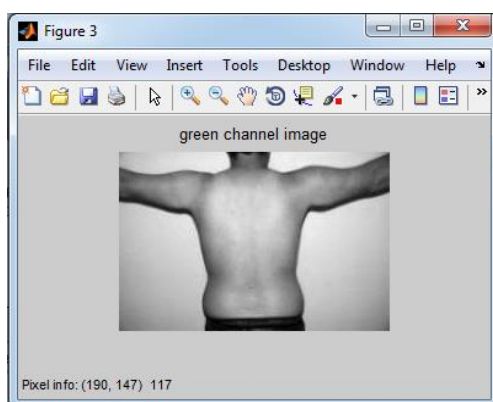 Figure 3
File Edit View Insert Tools Desktop Window Help
green channel image
Pixel info: (190, 147) 117